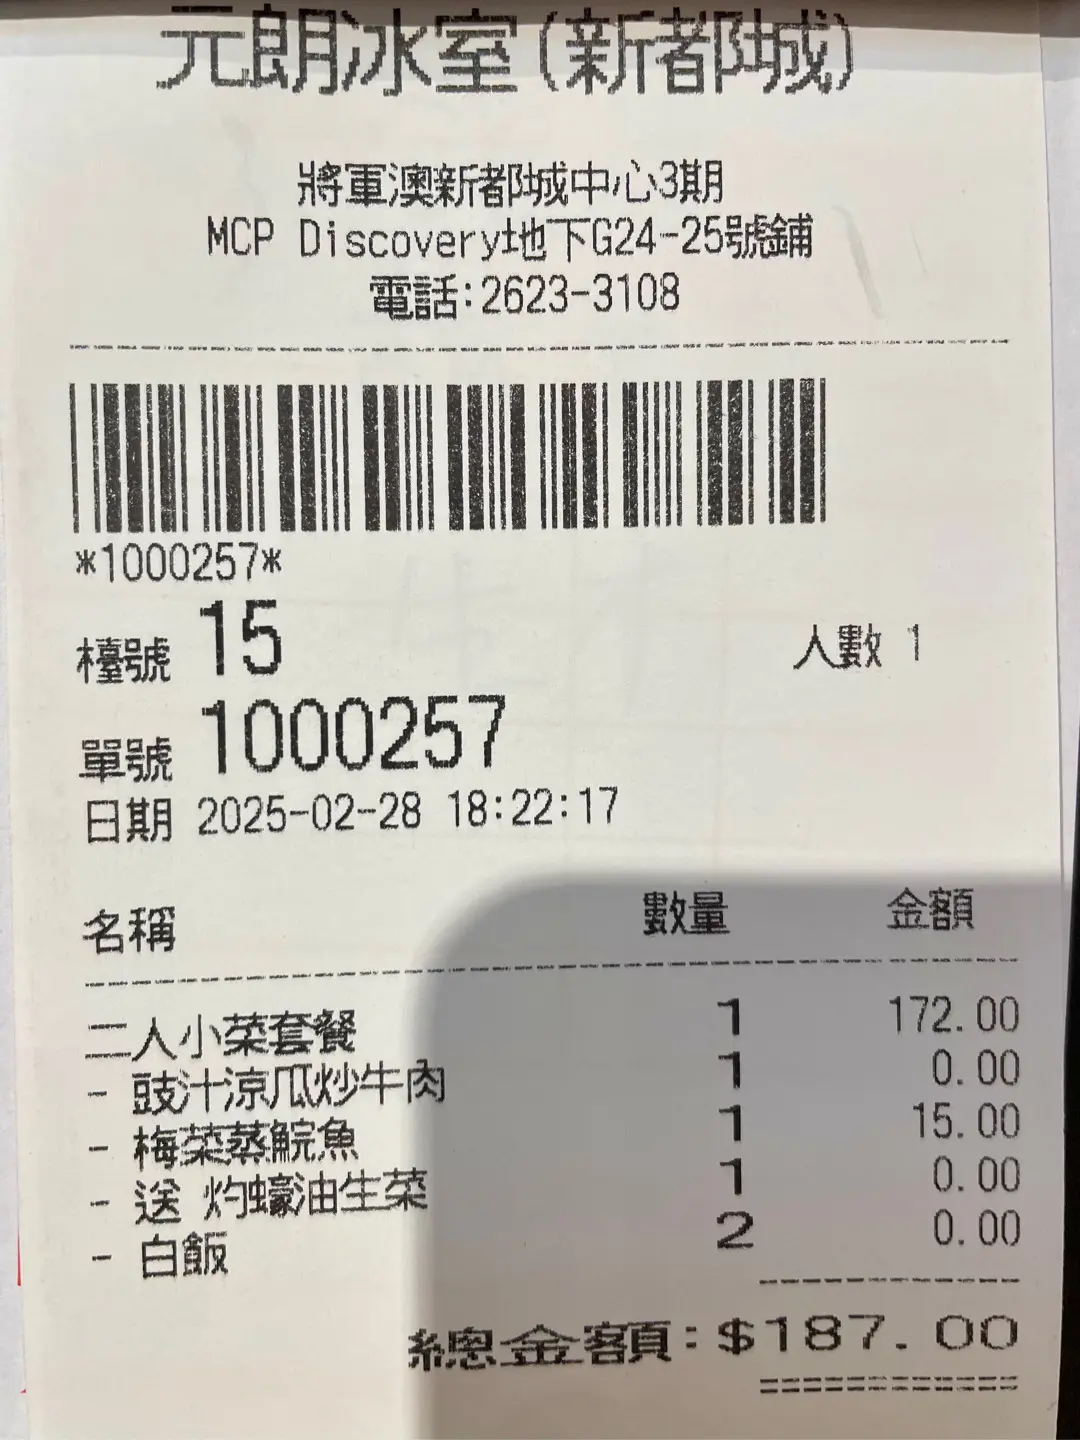 元朗冰室(新都城)
將軍澳新都城中心3期
MCP Discovery地下G24-25號鋪
電話:2623-3108
*1000257*
檯號 15 人數 1
單號 1000257
日期 2025-02-28 18:22:17
名稱 數量 金額
二人小菜套餐 1 172.00
- 豉汁涼瓜炒牛肉 1 0.00
- 梅菜蒸鯇魚 1 15.00
- 送 灼蠔油生菜 1 0.00
- 白飯 2 0.00
總金額:$187.00